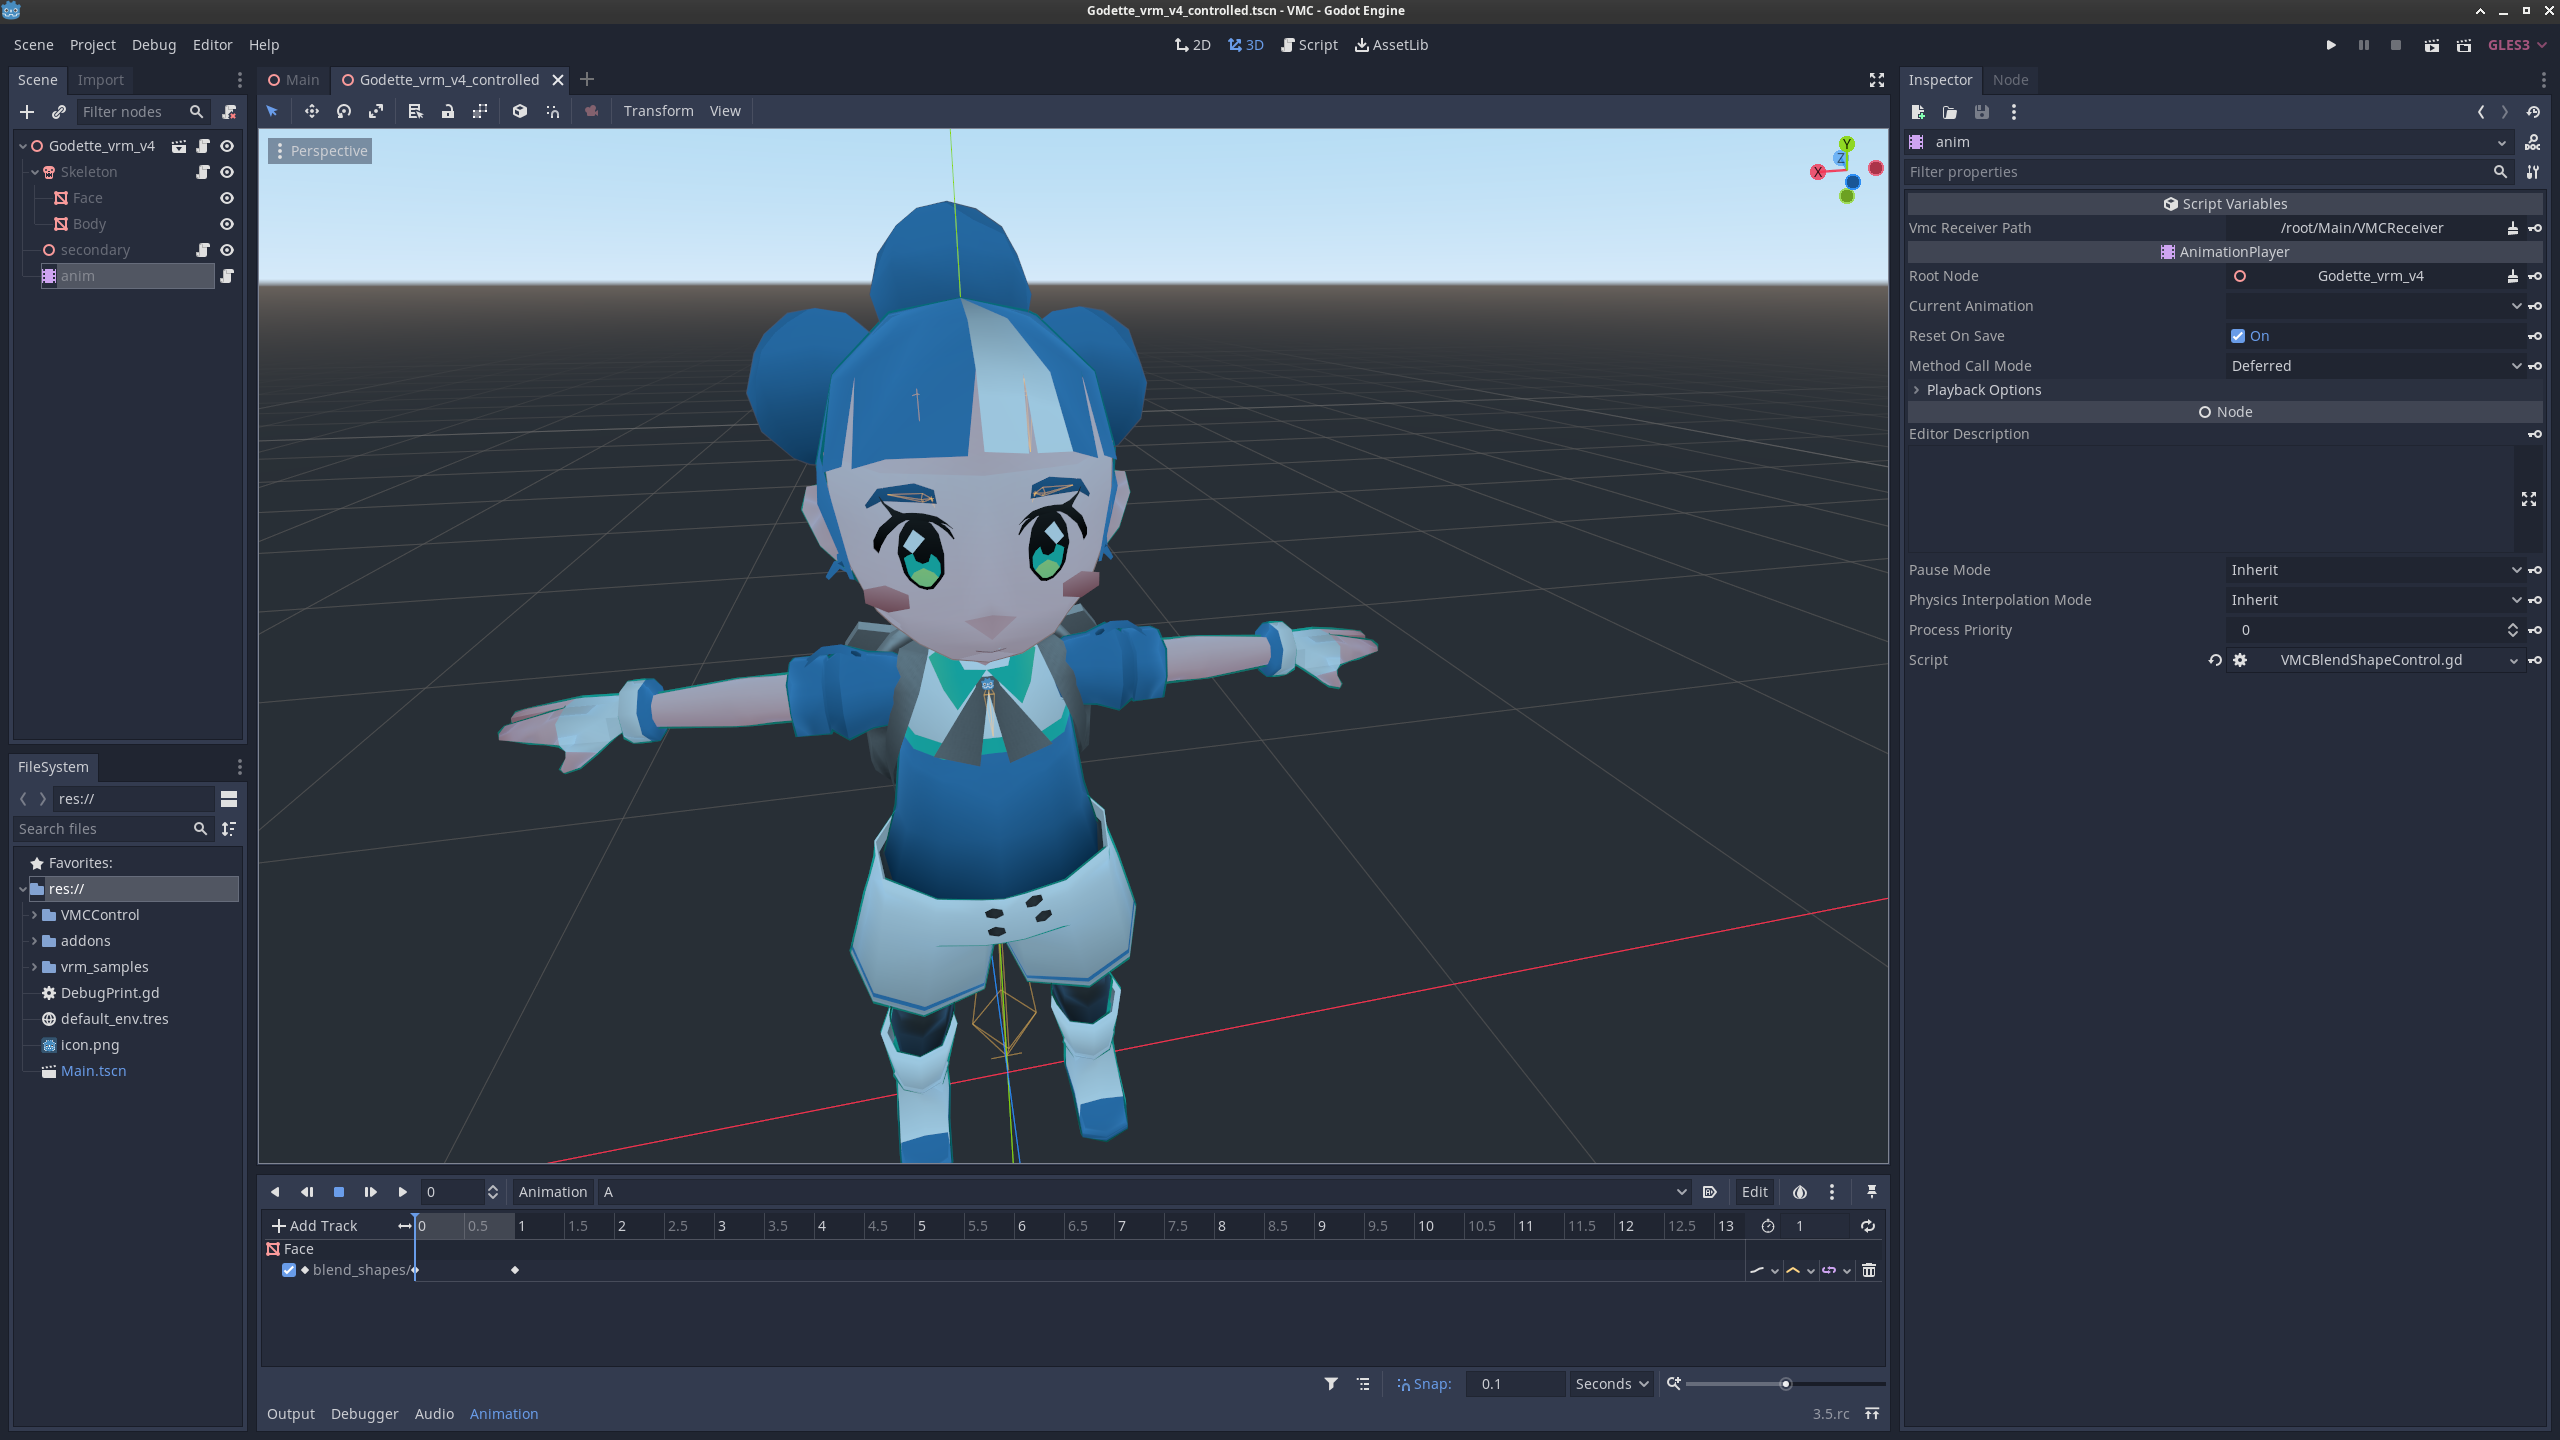 Godette_vrm_v4_controlled.tscn - VMC - Godot Engine
Scene Project Debug Editor Help
2D 3D Script AssetLib
GLES3
Scene Import
Filter nodes
Godette_vrm_v4
Skeleton
Face
Body
secondary
anim
FileSystem
res://
Search files
Favorites:
res://
VMCControl
addons
vrm_samples
DebugPrint.gd
default_env.tres
icon.png
Main.tscn
Main Godette_vrm_v4_controlled
Transform View
Perspective
Y
Z
X
0 Animation A Edit
Add Track 0 0.5 1 1.5 2 2.5 3 3.5 4 4.5 5 5.5 6 6.5 7 7.5 8 8.5 9 9.5 10 10.5 11 11.5 12 12.5 13 1
Face
blend_shapes/
Snap: 0.1 Seconds
Output Debugger Audio Animation 3.5.rc
Inspector Node
anim
Filter properties
Script Variables
Vmc Receiver Path /root/Main/VMCReceiver
AnimationPlayer
Root Node Godette_vrm_v4
Current Animation
Reset On Save On
Method Call Mode Deferred
Playback Options
Node
Editor Description
Pause Mode Inherit
Physics Interpolation Mode Inherit
Process Priority 0
Script VMCBlendShapeControl.gd